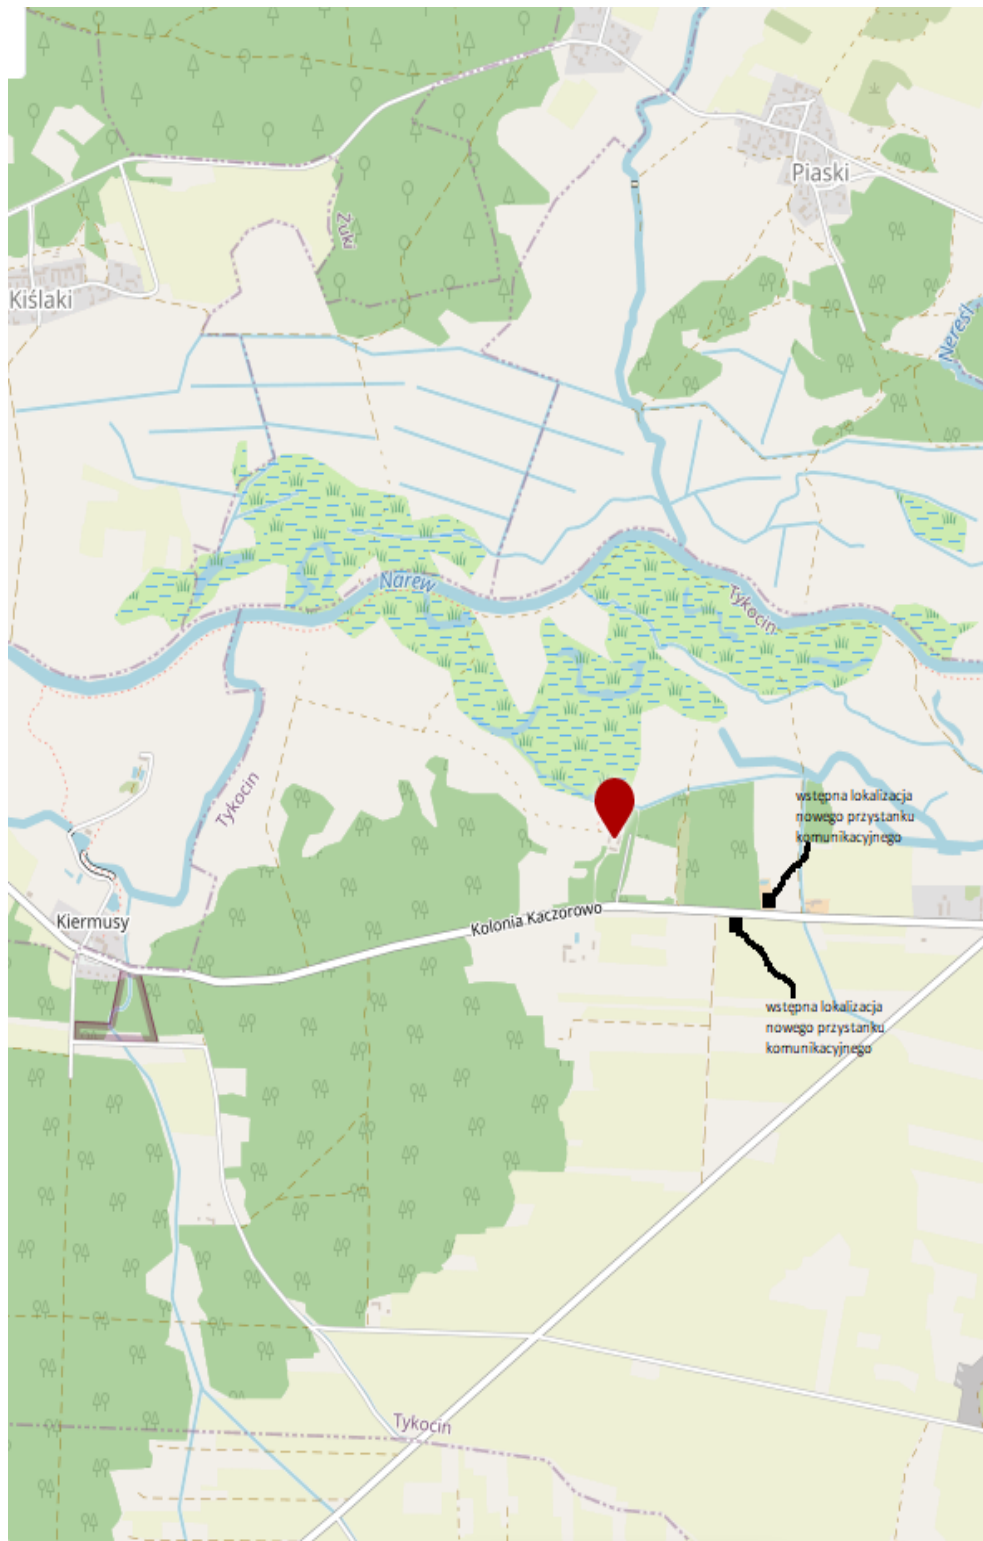 Piaski
Żuki
Kiślaki
Neresl
Narew
Tykocin
Tykocin
wstępna lokalizacja
nowego przystanku
komunikacyjnego
Kiermusy
Kolonia Kaczorowo
wstępna lokalizacja
nowego przystanku
komunikacyjnego
Tykocin